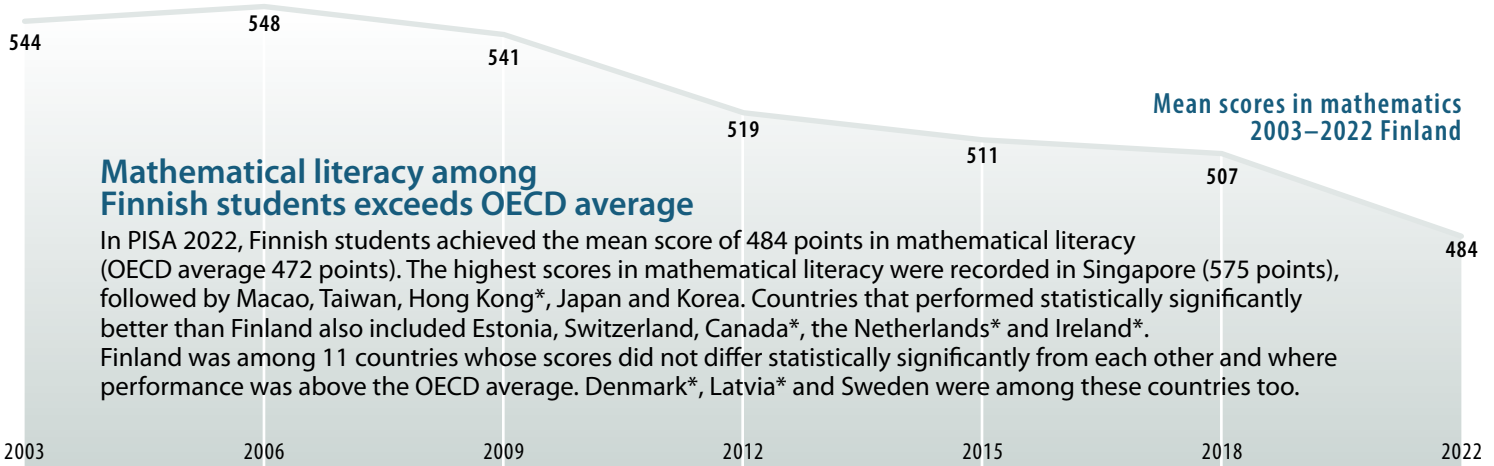 544
548
541
519
511
507
484
Mean scores in mathematics
2003–2022 Finland
Mathematical literacy among
Finnish students exceeds OECD average
In PISA 2022, Finnish students achieved the mean score of 484 points in mathematical literacy
(OECD average 472 points). The highest scores in mathematical literacy were recorded in Singapore (575 points),
followed by Macao, Taiwan, Hong Kong*, Japan and Korea. Countries that performed statistically significantly
better than Finland also included Estonia, Switzerland, Canada*, the Netherlands* and Ireland*.
Finland was among 11 countries whose scores did not differ statistically significantly from each other and where
performance was above the OECD average. Denmark*, Latvia* and Sweden were among these countries too.
2003 2006 2009 2012 2015 2018 2022